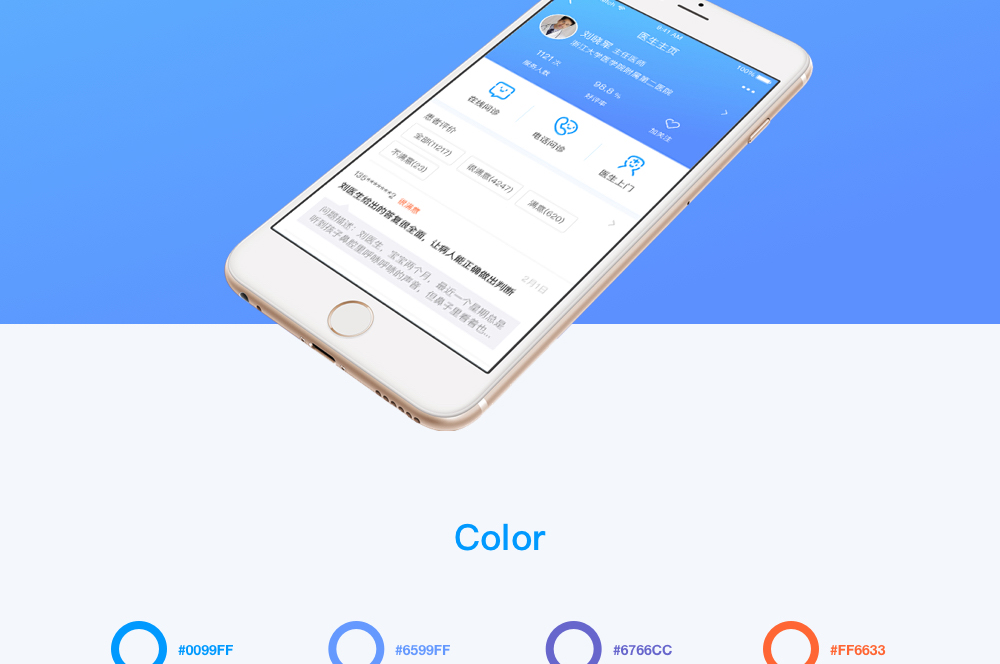 9:41 AM
100%
医生主页
刘晓军 主任医师
浙江大学医学院附属第二医院
1121 次
服务人数
98.8 %
好评率
加关注
在线问诊
电话问诊
医生上门
患者评价
全部(11217)
很满意(4247)
满意(620)
不满意(23)
135*******2 很满意
2月1日
刘医生给出的答复很全面，让病人能正确做出判断
问题描述：刘医生，宝宝两个月，最近一个星期总是
听到孩子鼻腔里呼哧呼哧的声音，但鼻子里看着也...
Color
#0099FF
#6599FF
#6766CC
#FF6633